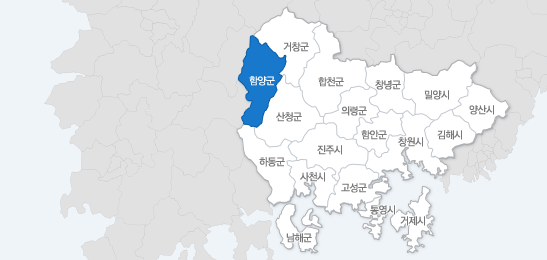 거창군
함양군
합천군
창녕군
밀양시
양산시
산청군
의령군
함안군
창원시
김해시
하동군
진주시
사천시
고성군
통영시
거제시
남해군